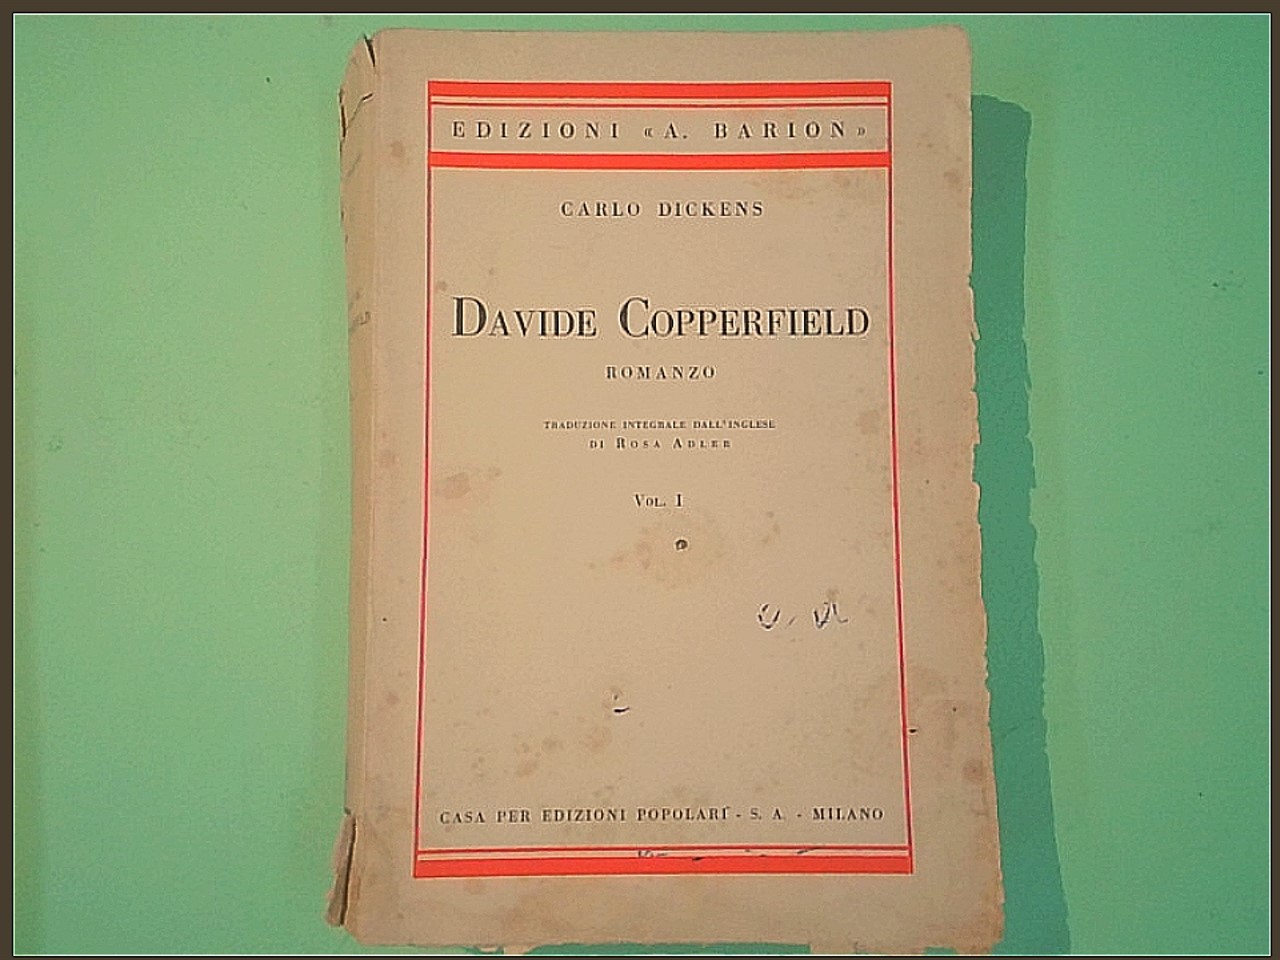 EDIZIONI « A. BARION »
CARLO DICKENS
DAVIDE COPPERFIELD
ROMANZO
TRADUZIONE INTEGRALE DALL'INGLESE
DI ROSA ADLER
VOL. I
CASA PER EDIZIONI POPOLARI - S. A. - MILANO